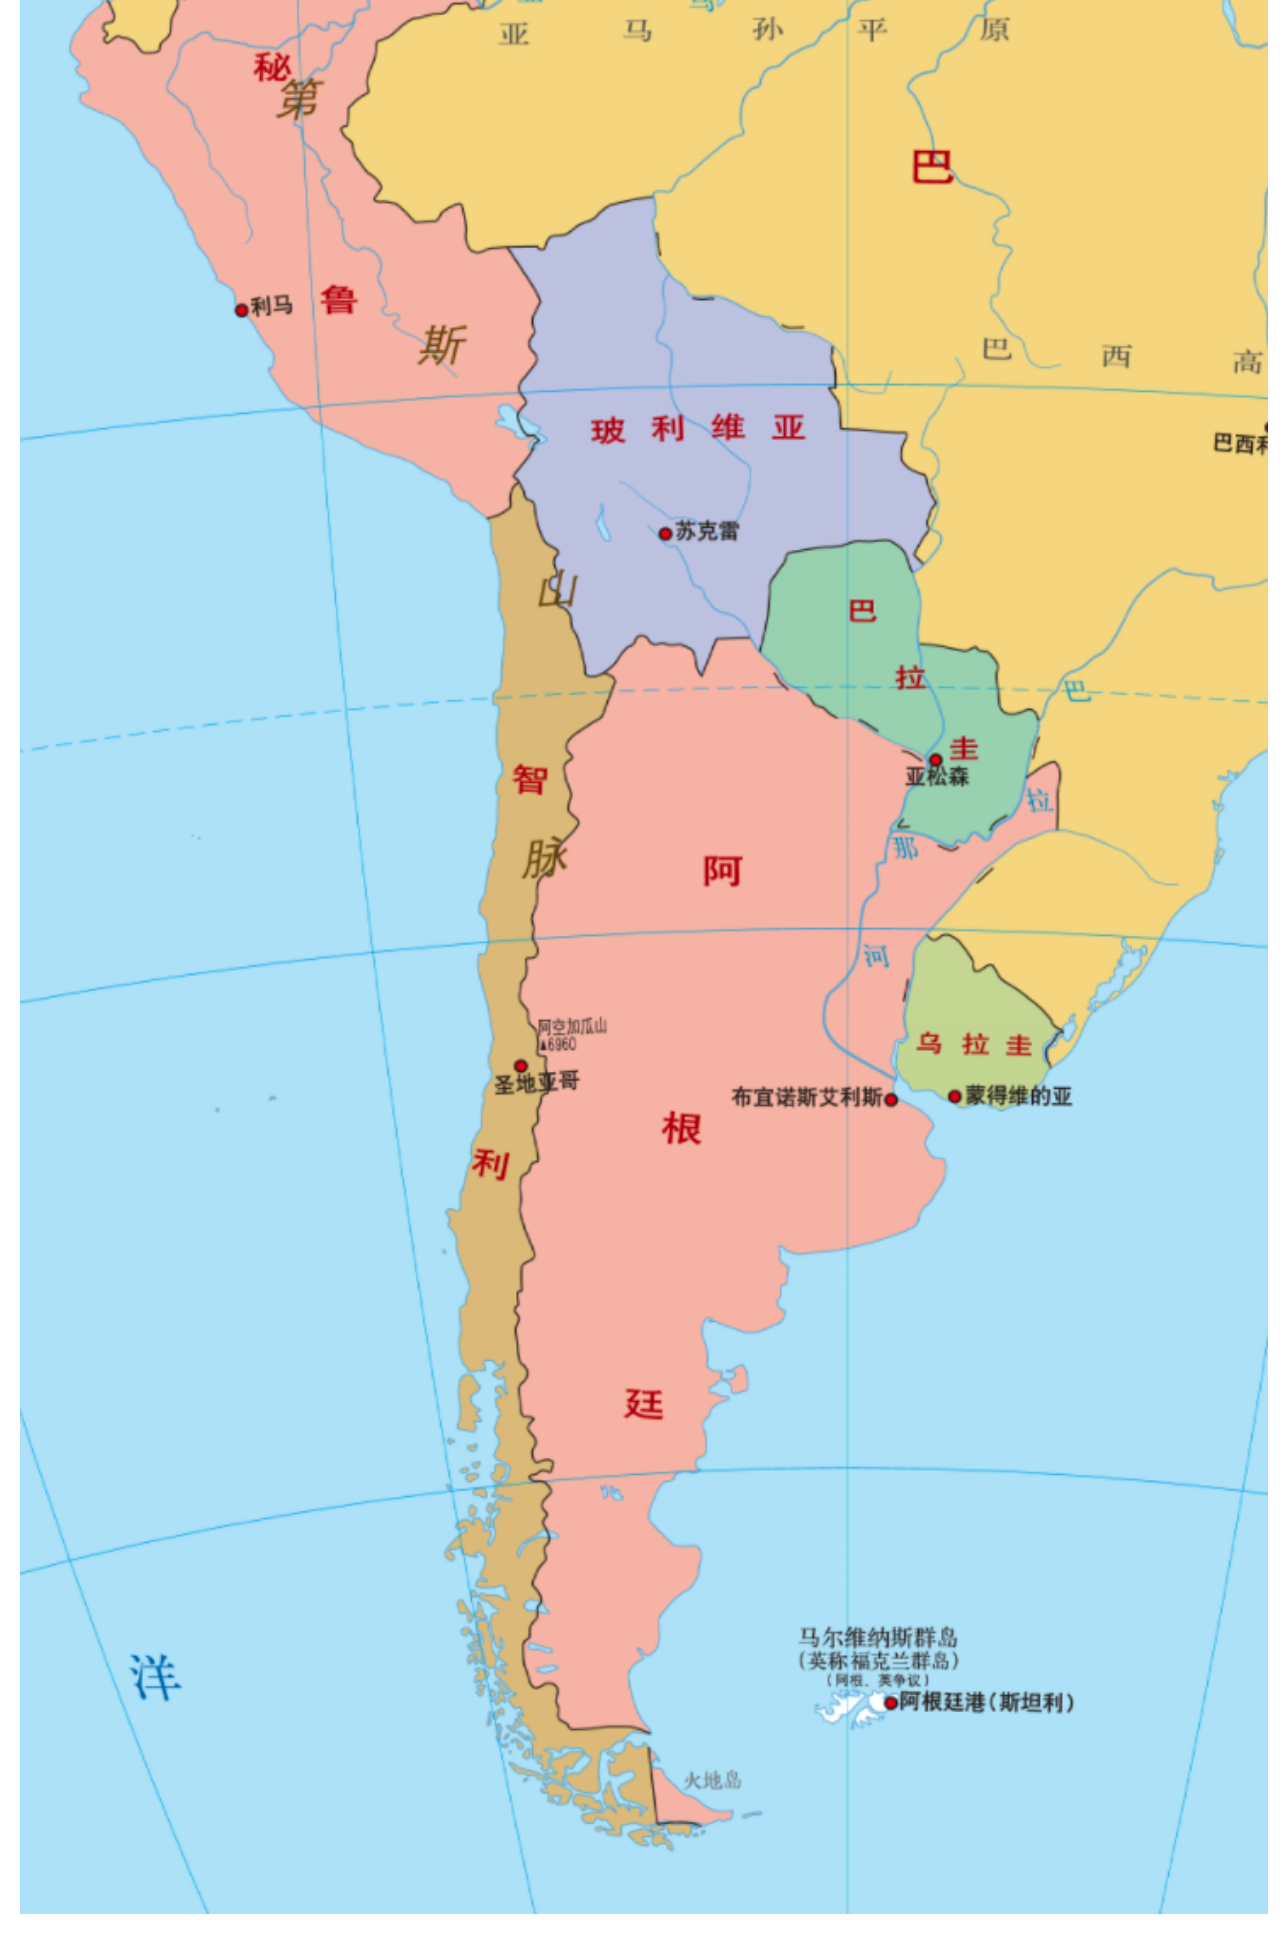 亚马孙平原
秘鲁
第斯山脉
巴
利马
巴西高
巴西利
玻利维亚
苏克雷
巴拉圭
巴拉那河
亚松森
智利
阿根廷
阿空加瓜山
▲6960
圣地亚哥
乌拉圭
布宜诺斯艾利斯
蒙得维的亚
洋
马尔维纳斯群岛
(英称福克兰群岛)
(阿根、英争议)
阿根廷港(斯坦利)
火地岛